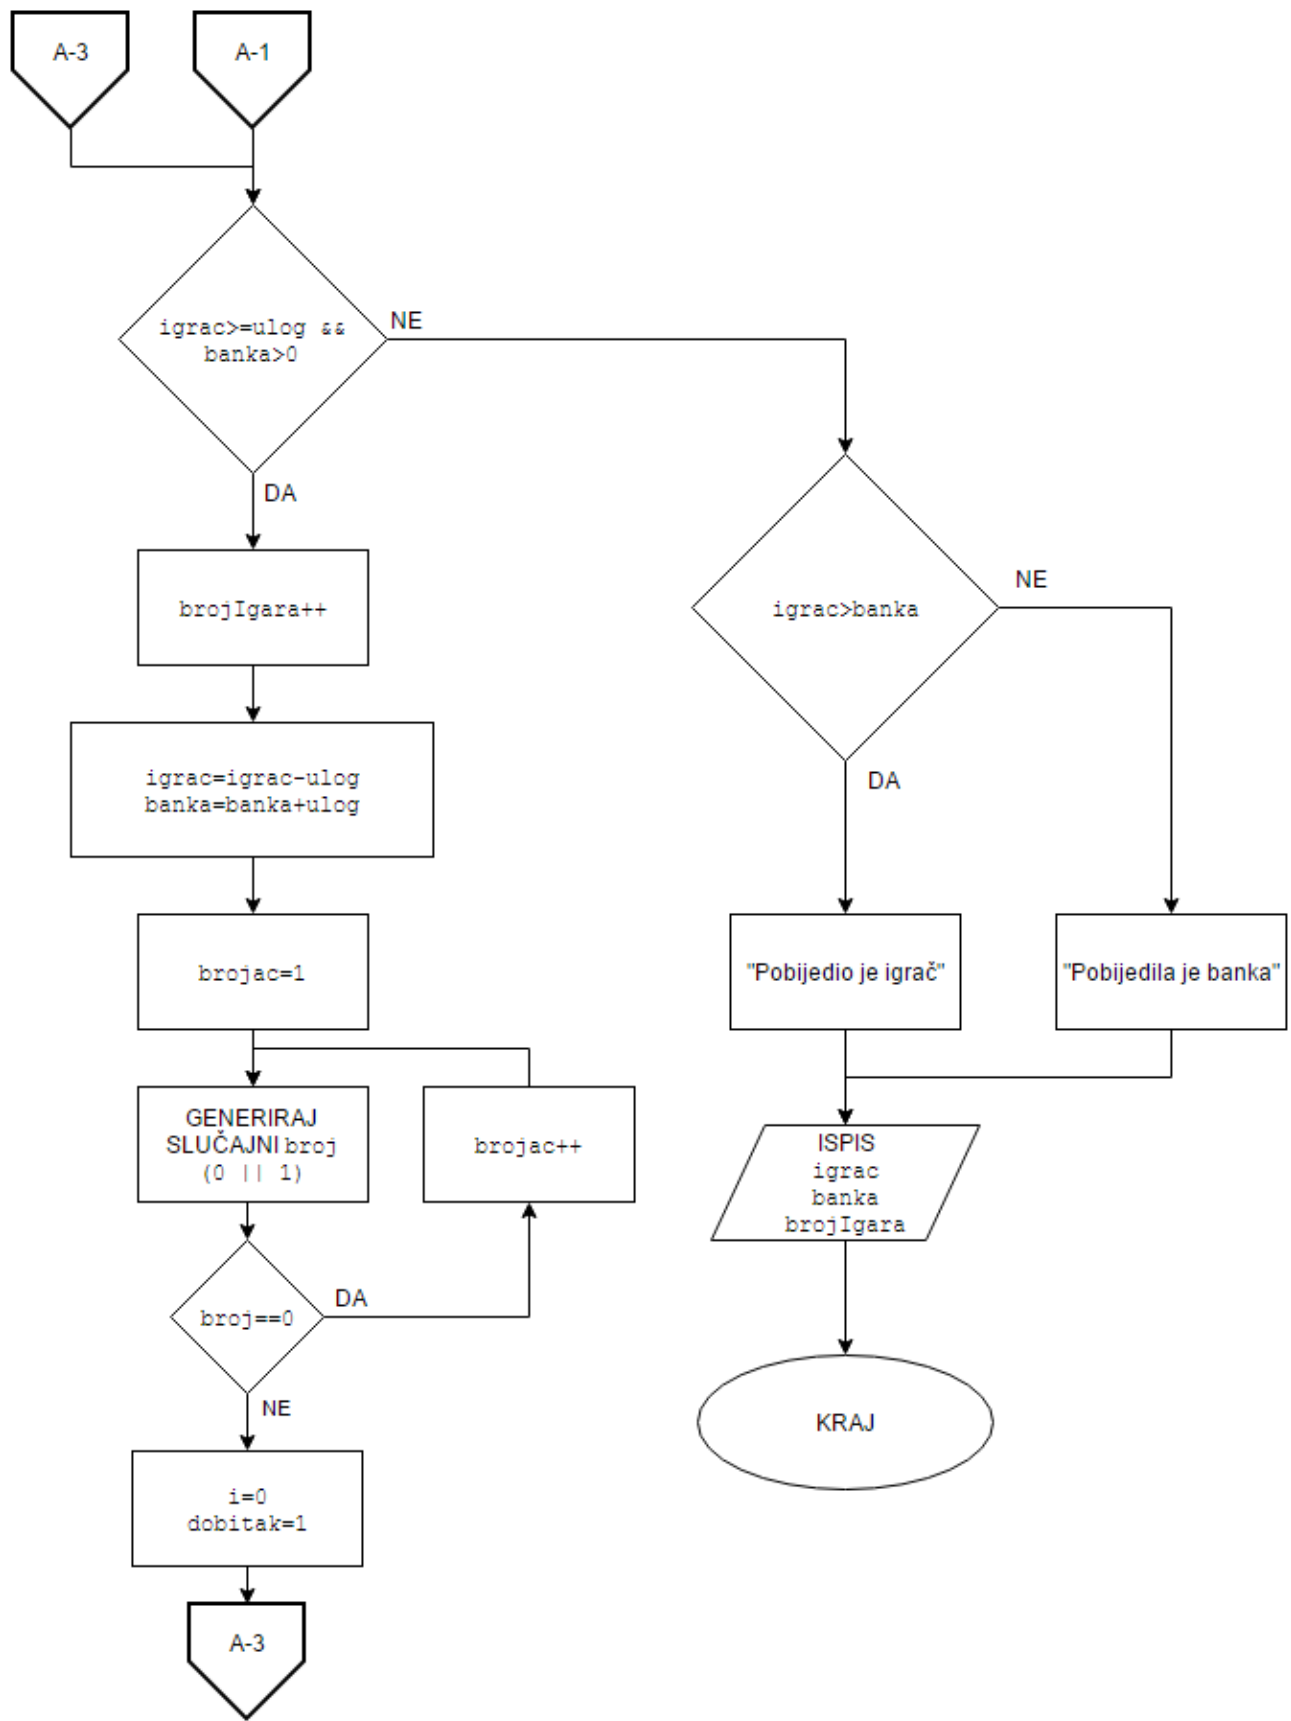 A-3
A-1
igrac>=ulog &&
banka>0
NE
DA
brojIgara++
igrac>banka
NE
DA
igrac=igrac-ulog
banka=banka+ulog
brojac=1
"Pobijedio je igrač"
"Pobijedila je banka"
GENERIRAJ
SLUČAJNI broj
(0 || 1)
brojac++
ISPIS
igrac
banka
brojIgara
broj==0
DA
NE
KRAJ
i=0
dobitak=1
A-3